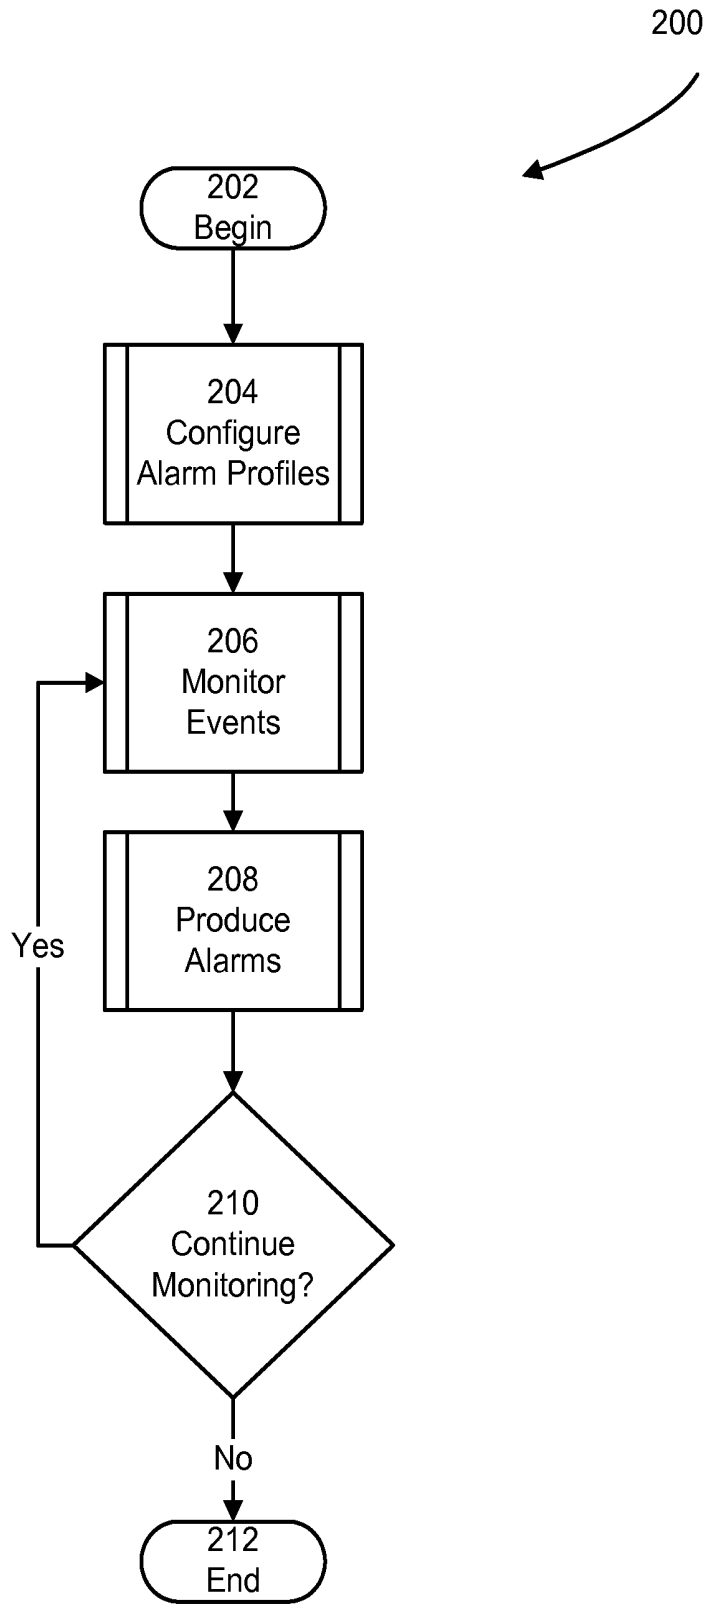 200
202
Begin
204
Configure
Alarm Profiles
206
Monitor
Events
208
Produce
Alarms
Yes
210
Continue
Monitoring?
No
212
End